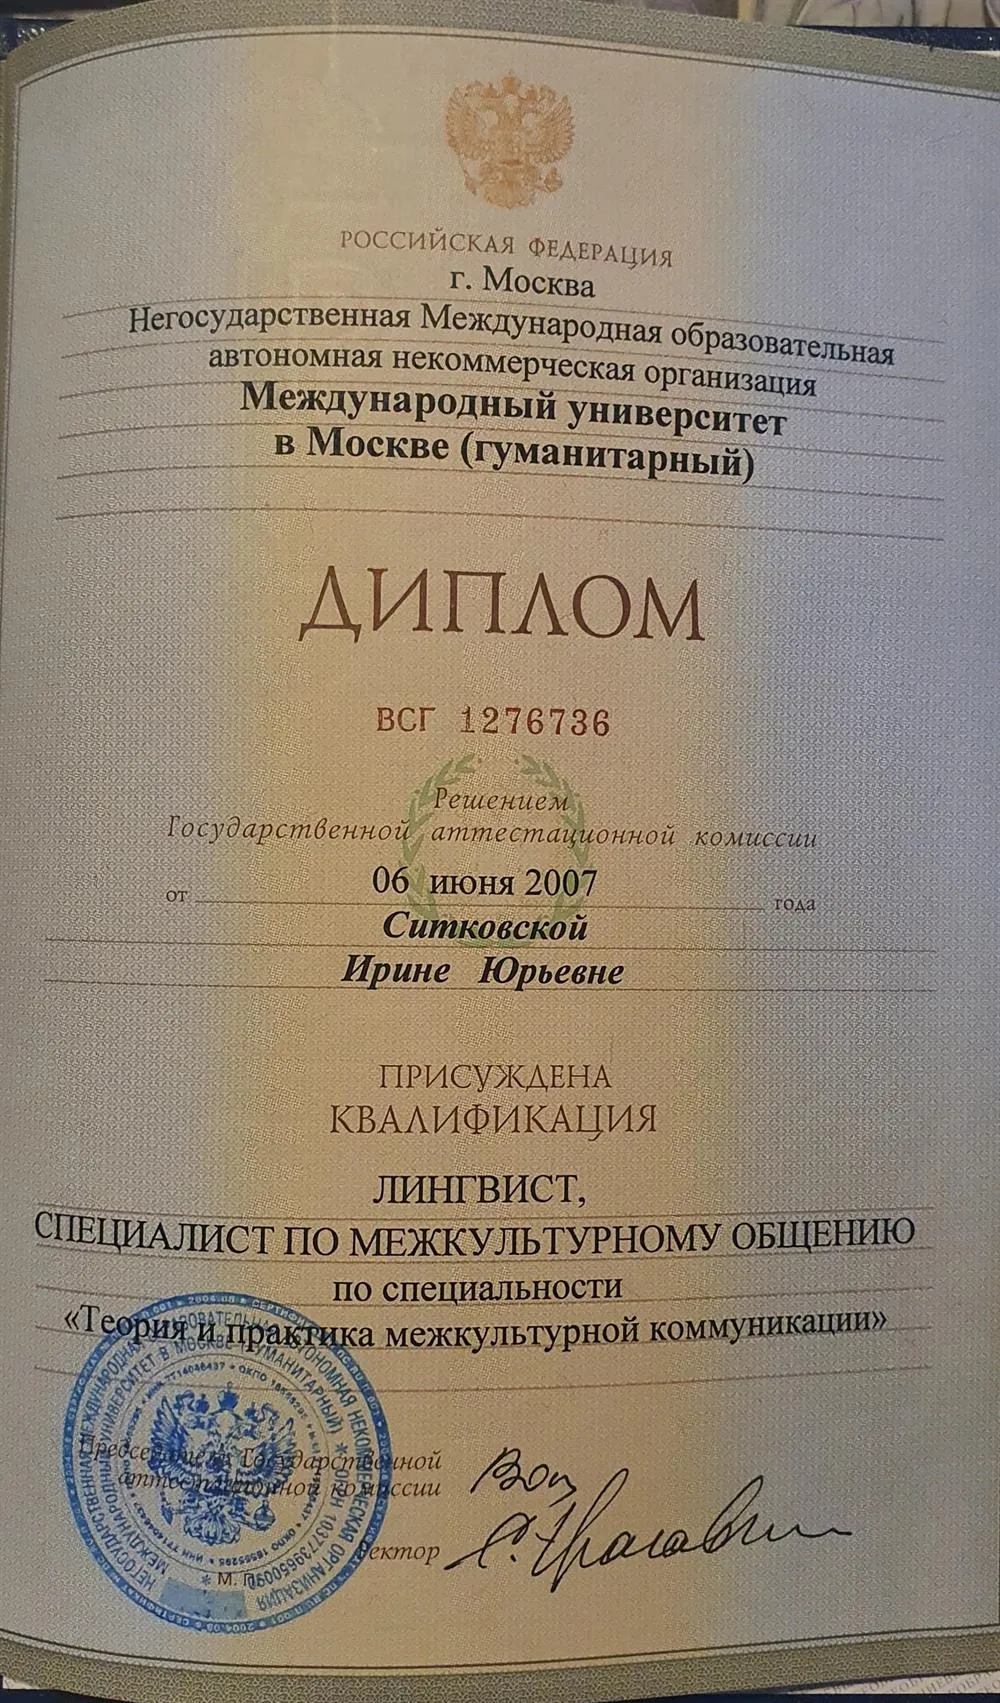 РОССИЙСКАЯ ФЕДЕРАЦИЯ
г. Москва
Негосударственная Международная образовательная
автономная некоммерческая организация
Международный университет
в Москве (гуманитарный)
ДИПЛОМ
ВСГ 1276736
Решением
Государственной аттестационной комиссии
от 06 июня 2007 года
Ситковской
Ирине Юрьевне
ПРИСУЖДЕНА
КВАЛИФИКАЦИЯ
ЛИНГВИСТ,
СПЕЦИАЛИСТ ПО МЕЖКУЛЬТУРНОМУ ОБЩЕНИЮ
по специальности
«Теория и практика межкультурной коммуникации»
Председатель Государственной
аттестационной комиссии
Ректор
М. П.